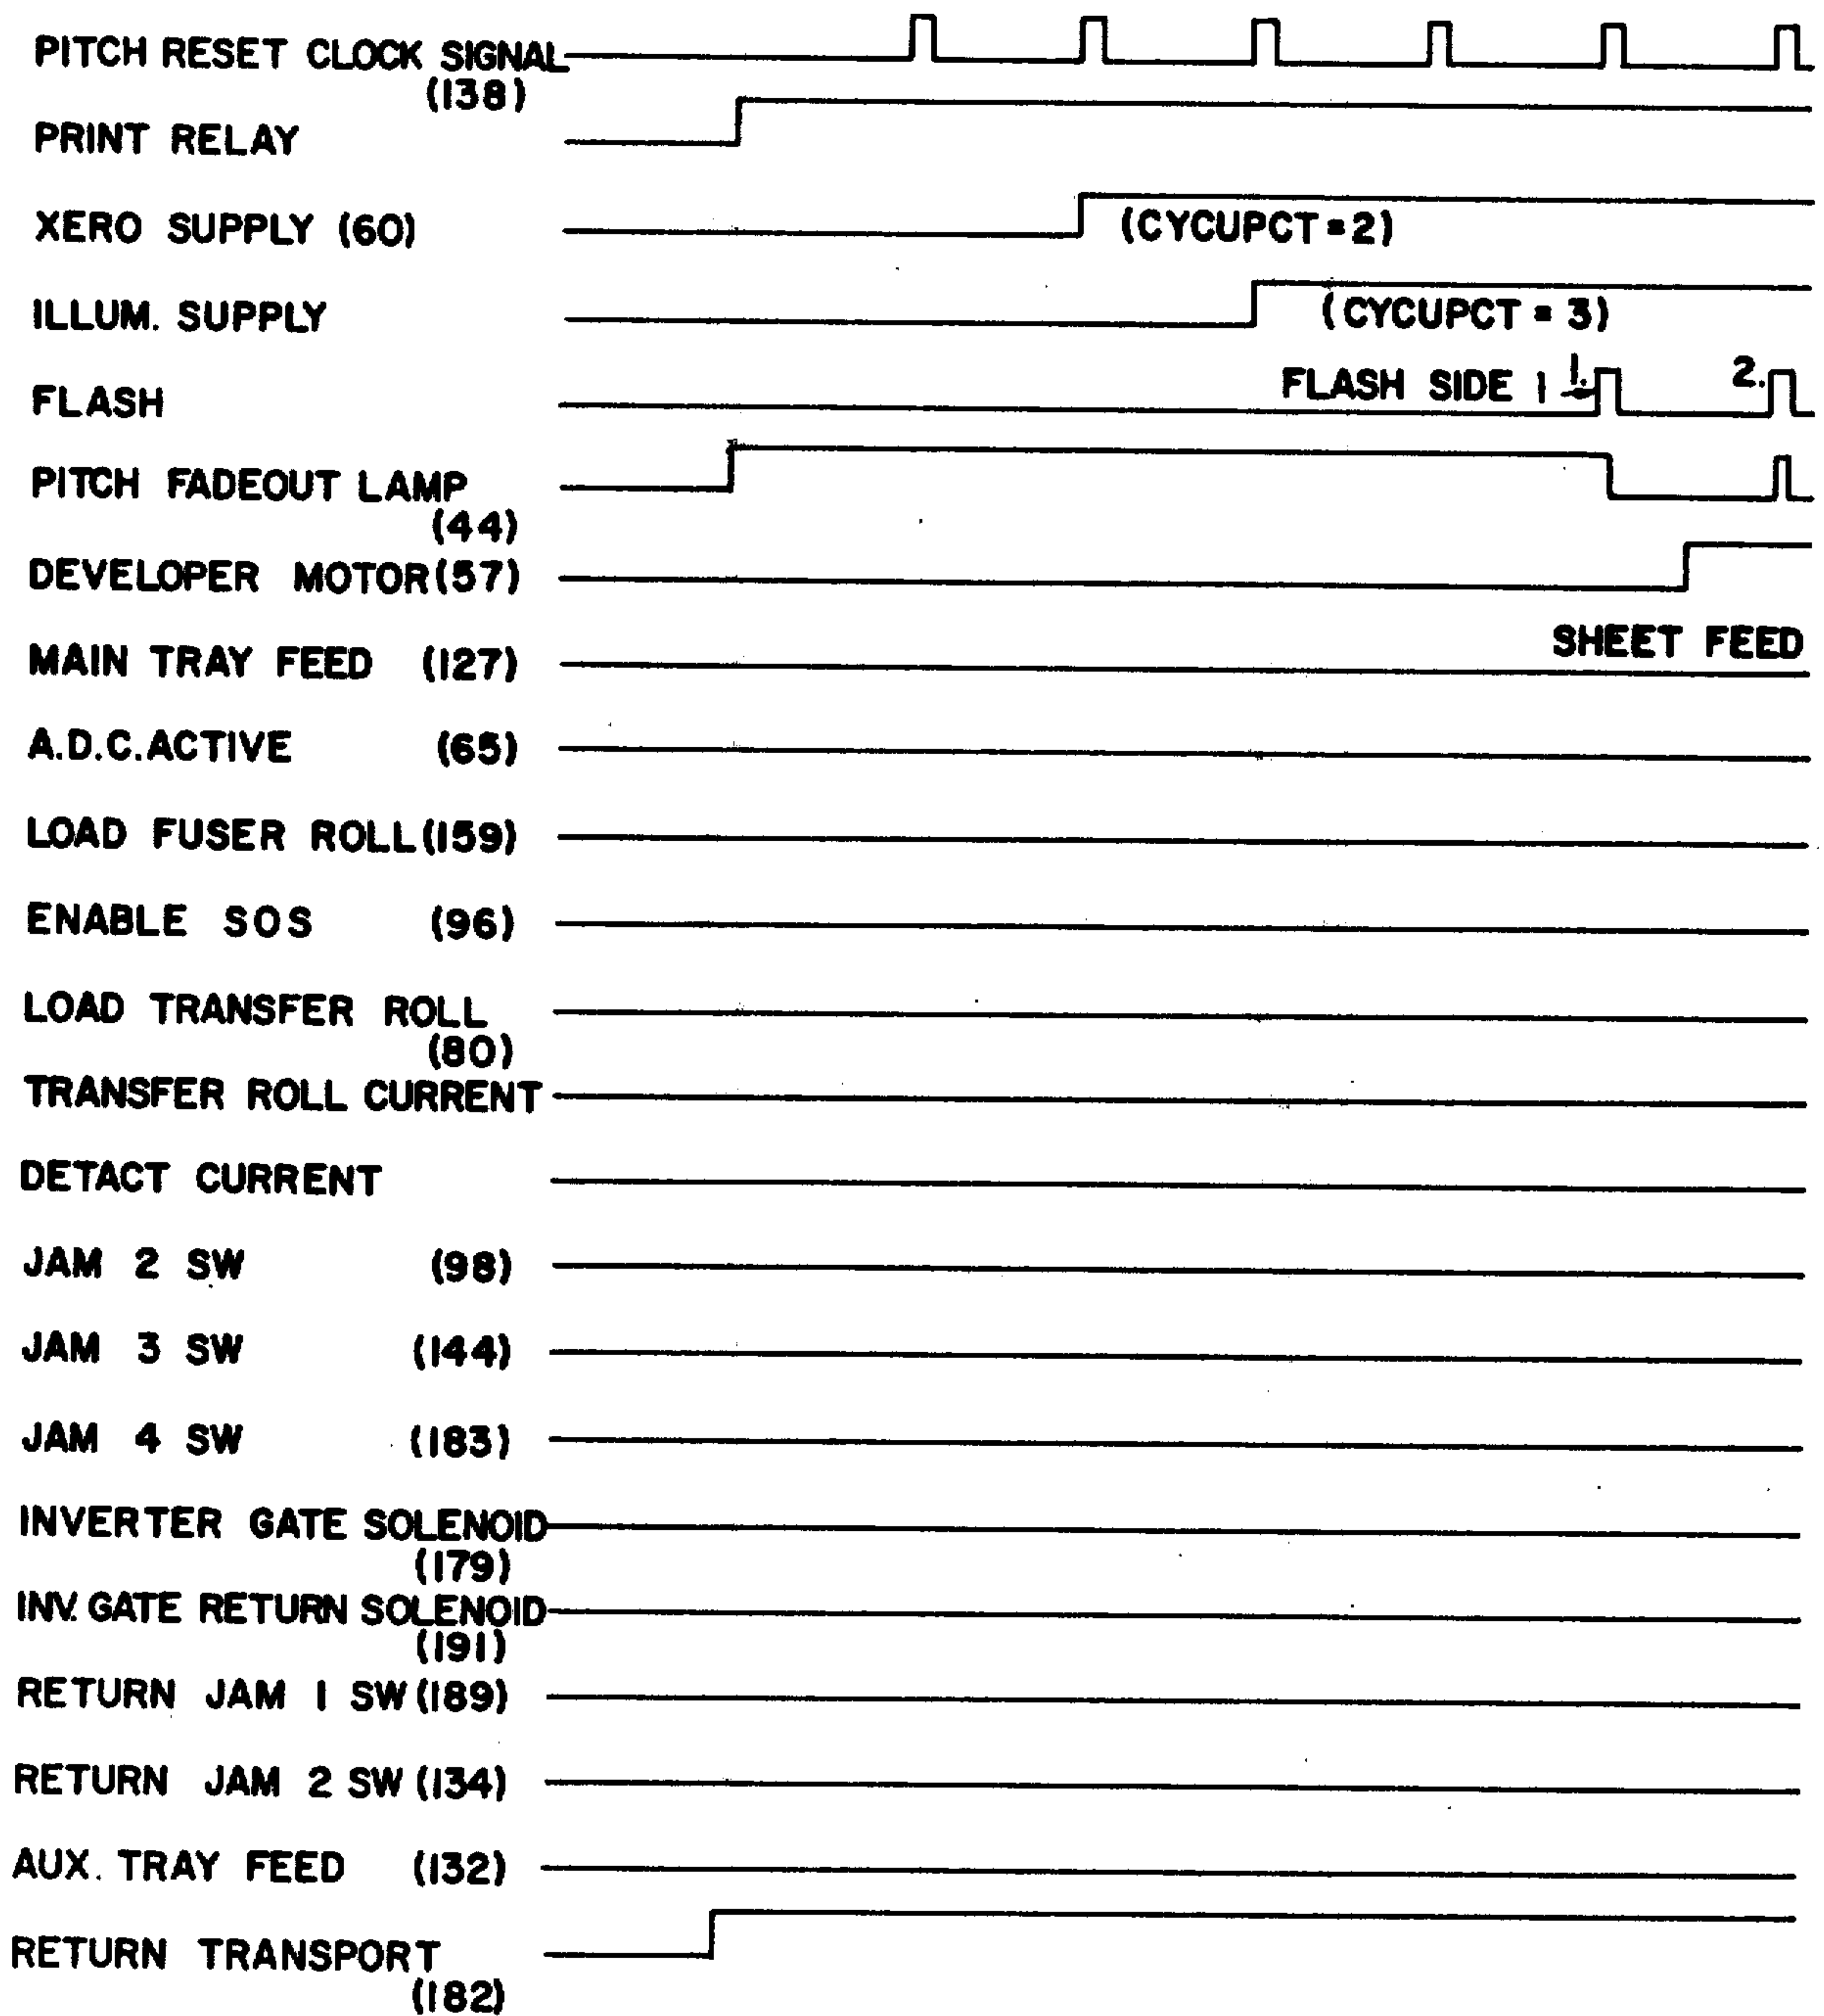 PITCH RESET CLOCK SIGNAL
(138)
PRINT RELAY
XERO SUPPLY (60)
(CYCUPCT = 2)
ILLUM. SUPPLY
(CYCUPCT = 3)
FLASH
FLASH SIDE 1
1.
2.
PITCH FADEOUT LAMP
(44)
DEVELOPER MOTOR (57)
SHEET FEED
MAIN TRAY FEED (127)
A.D.C. ACTIVE (65)
LOAD FUSER ROLL (159)
ENABLE SOS (96)
LOAD TRANSFER ROLL
(80)
TRANSFER ROLL CURRENT
DETACT CURRENT
JAM 2 SW (98)
JAM 3 SW (144)
JAM 4 SW (183)
INVERTER GATE SOLENOID
(179)
INV. GATE RETURN SOLENOID
(191)
RETURN JAM 1 SW (189)
RETURN JAM 2 SW (134)
AUX. TRAY FEED (132)
RETURN TRANSPORT
(182)